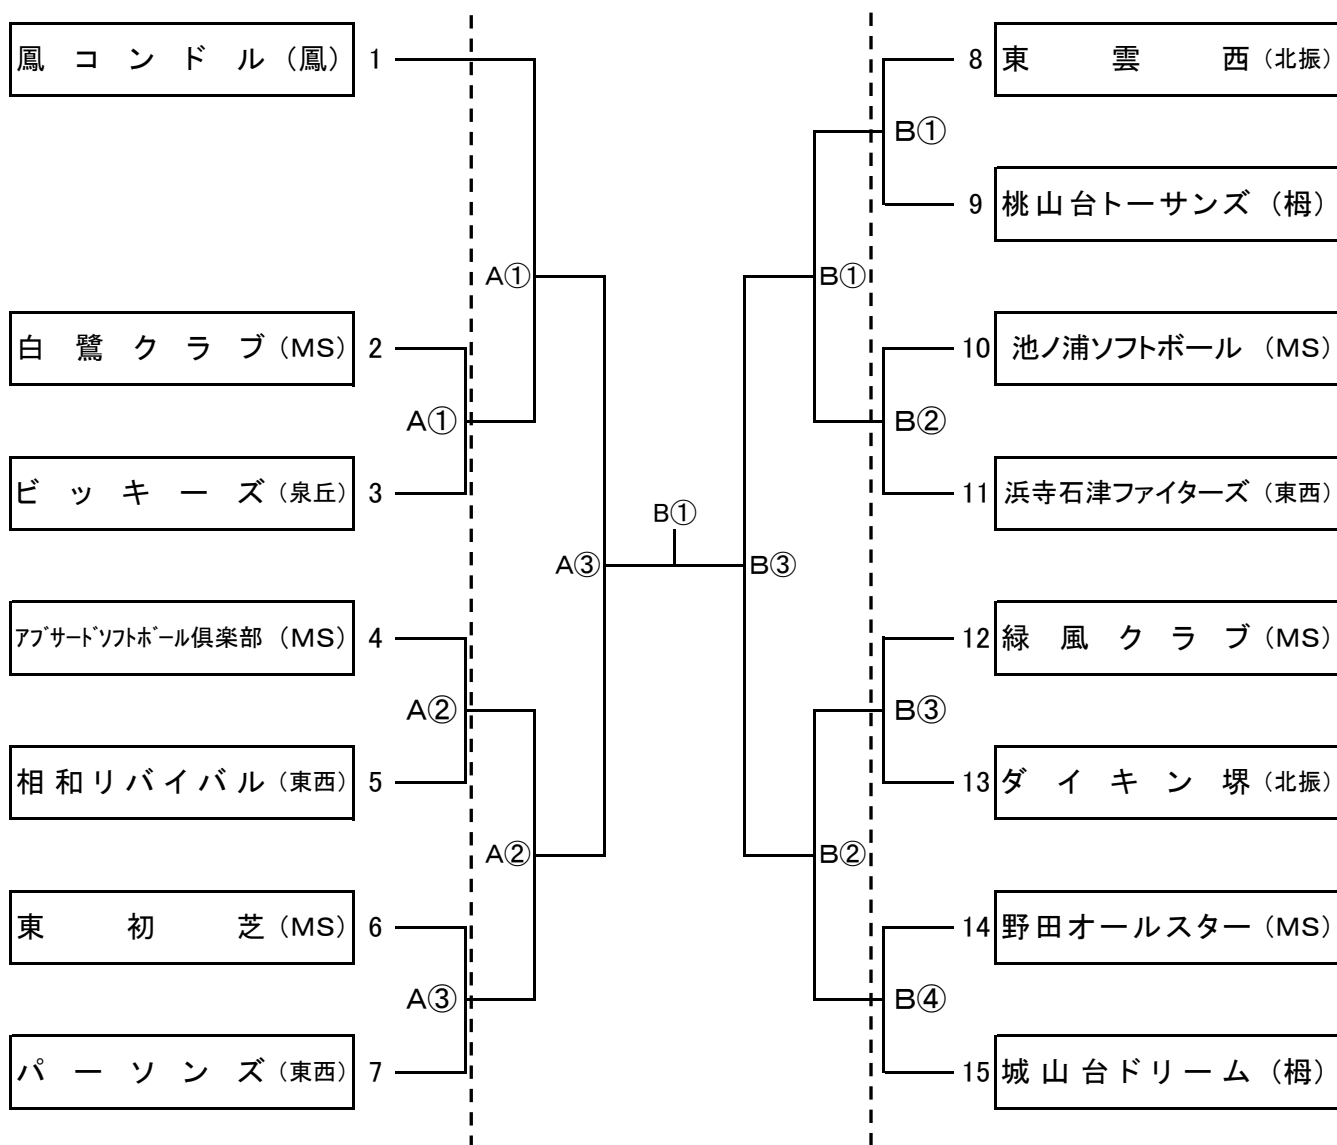 鳳コンドル（鳳） 1
A①
白鷺クラブ（MS） 2
A①
ビッキーズ（泉丘） 3
A③
アブサードソフトボール倶楽部（MS） 4
A②
相和リバイバル（東西） 5
A②
東初芝（MS） 6
A③
パーソンズ（東西） 7
B①
8 東雲西（北振）
B①
9 桃山台トーサンズ（栂）
B①
10 池ノ浦ソフトボール（MS）
B②
11 浜寺石津ファイターズ（東西）
B③
12 緑風クラブ（MS）
B③
13 ダイキン堺（北振）
B②
14 野田オールスター（MS）
B④
15 城山台ドリーム（栂）